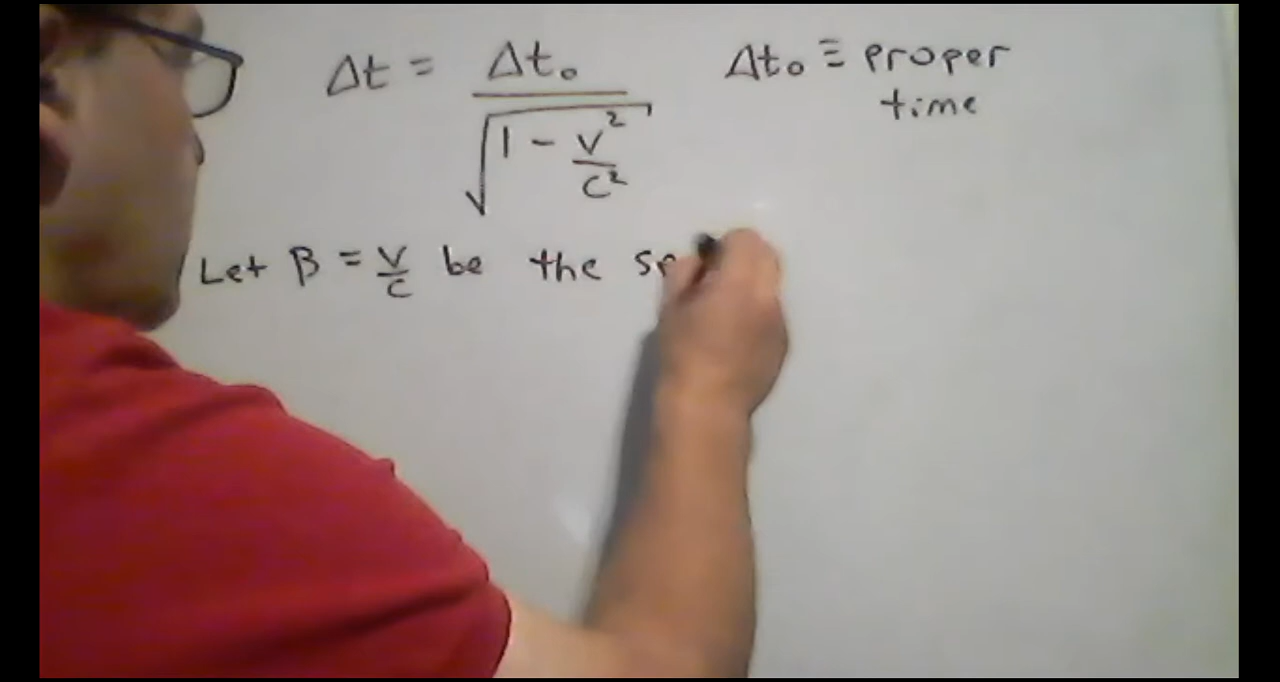 Δt = Δt₀ / √(1 - v²/c²)
Δt₀ ≡ proper
time
Let β = v/c be the